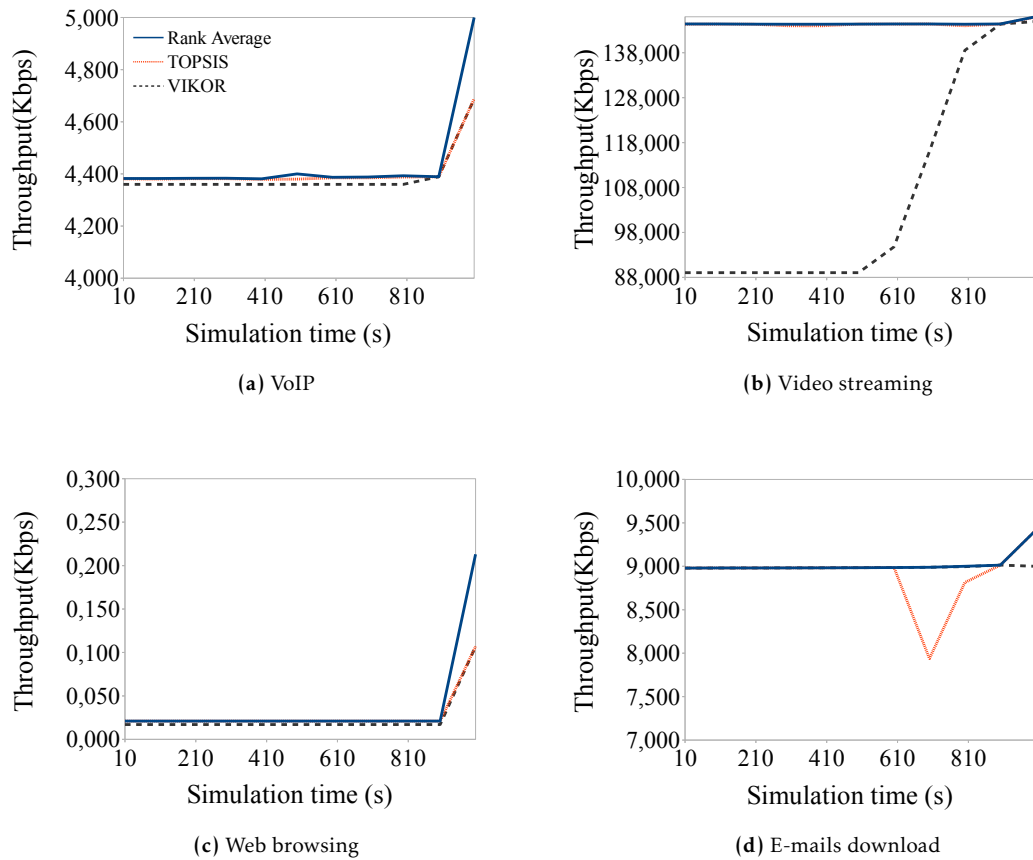 Throughput(Kbps)
5,000
4,800
4,600
4,400
4,200
4,000
Rank Average
TOPSIS
VIKOR
10 210 410 610 810
Simulation time (s)
(a) VoIP
Throughput(Kbps)
138,000
128,000
118,000
108,000
98,000
88,000
10 210 410 610 810
Simulation time (s)
(b) Video streaming
Throughput(Kbps)
0,300
0,250
0,200
0,150
0,100
0,050
0,000
10 210 410 610 810
Simulation time (s)
(c) Web browsing
Throughput(Kbps)
10,000
9,500
9,000
8,500
8,000
7,500
7,000
10 210 410 610 810
Simulation time (s)
(d) E-mails download